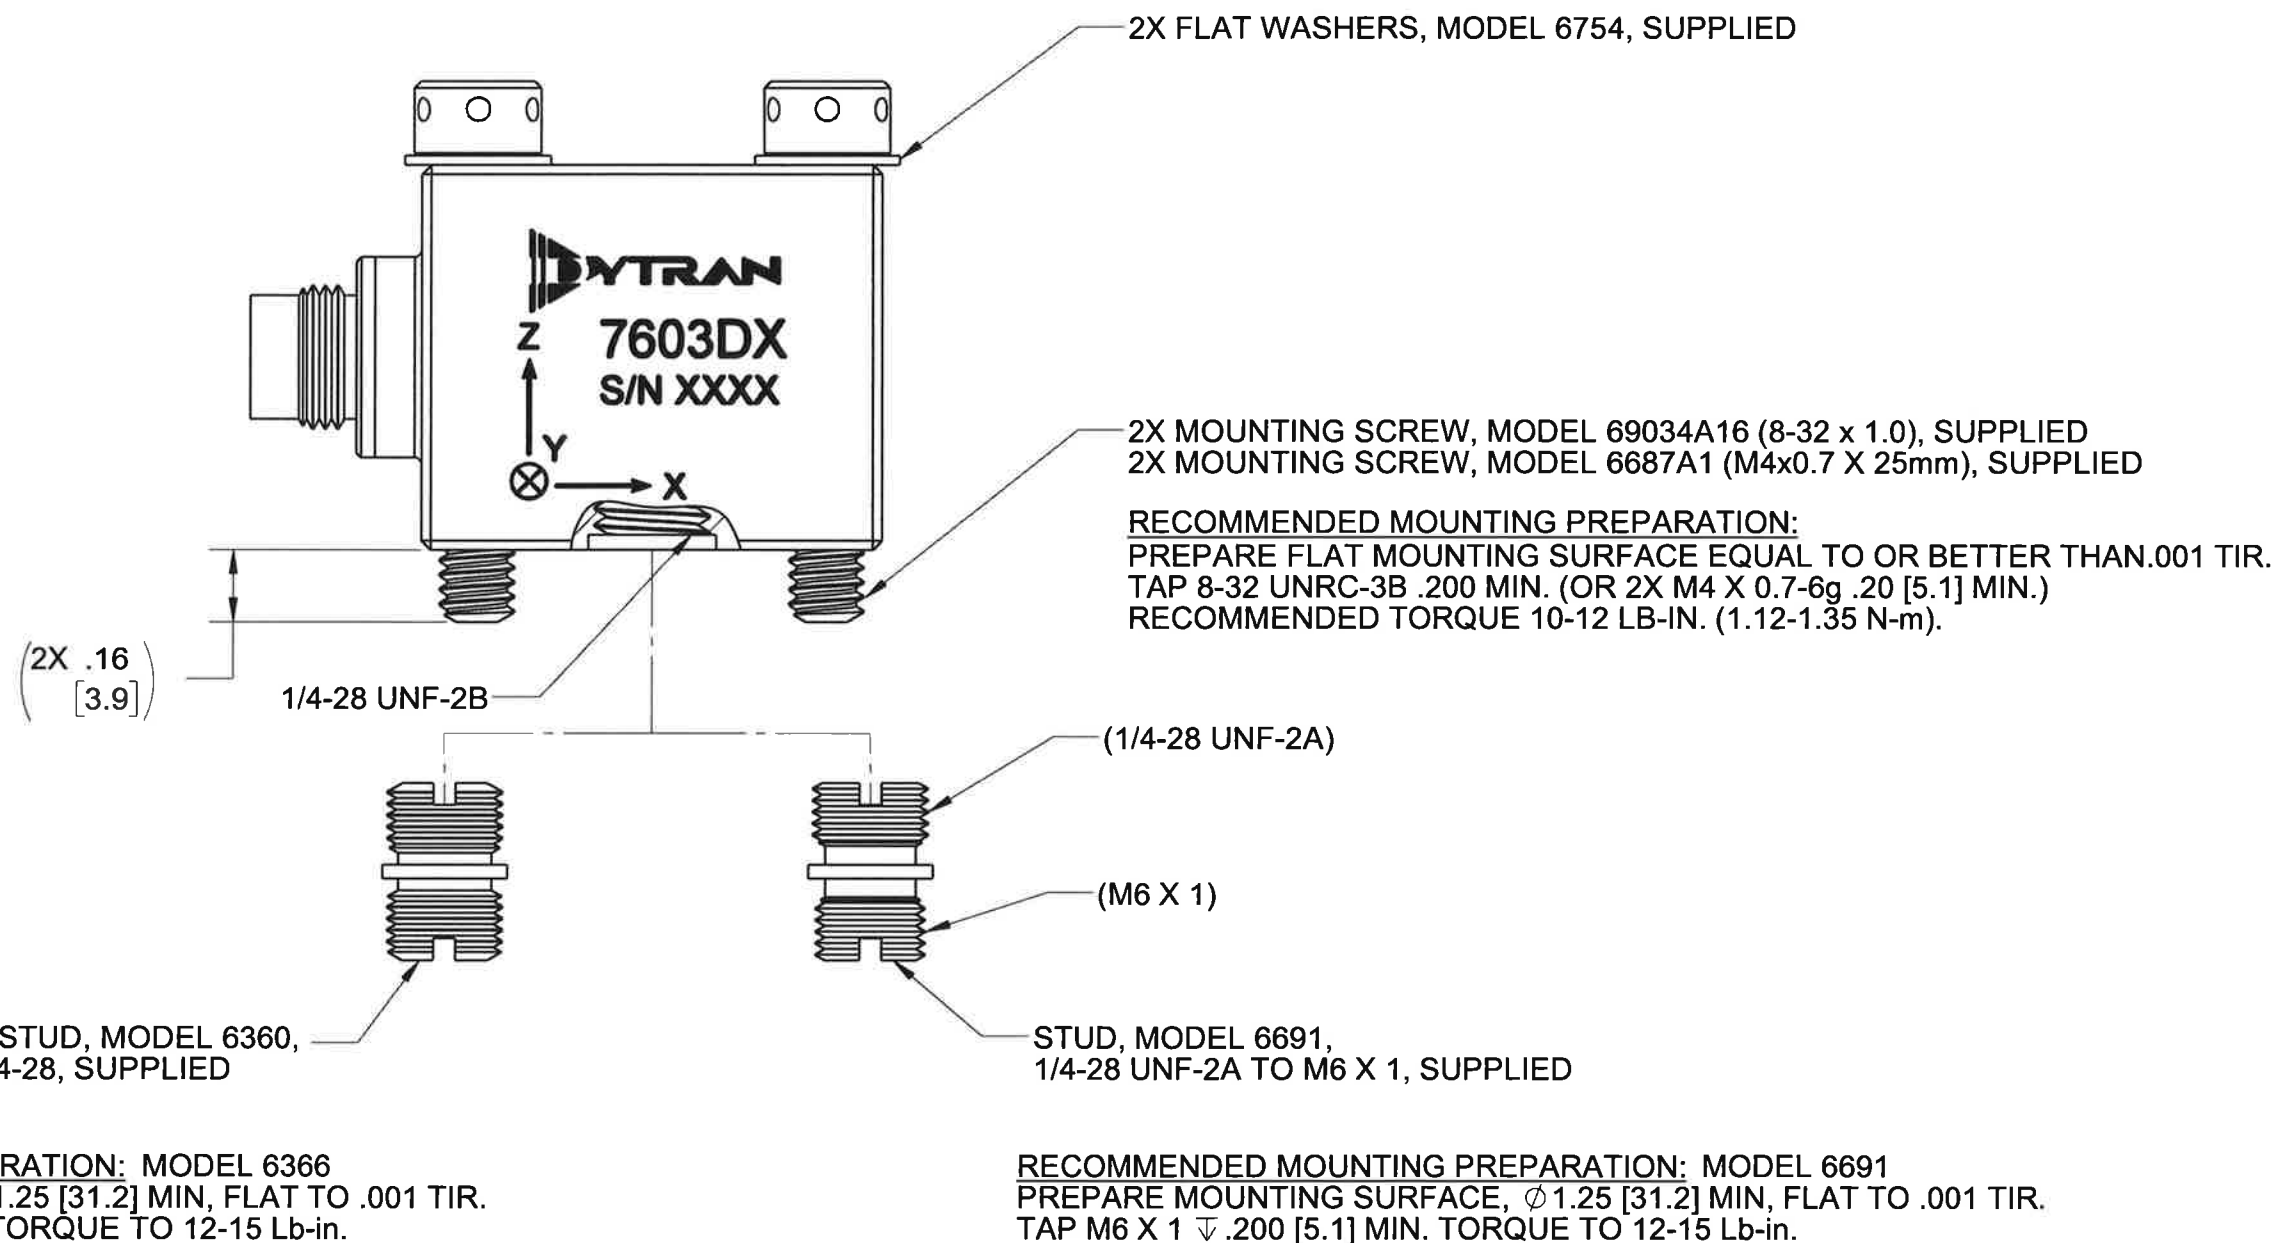 2X FLAT WASHERS, MODEL 6754, SUPPLIED
DYTRAN
7603DX
S/N XXXX
Z
Y
X
2X MOUNTING SCREW, MODEL 69034A16 (8-32 x 1.0), SUPPLIED
2X MOUNTING SCREW, MODEL 6687A1 (M4x0.7 X 25mm), SUPPLIED
RECOMMENDED MOUNTING PREPARATION:
PREPARE FLAT MOUNTING SURFACE EQUAL TO OR BETTER THAN.001 TIR.
TAP 8-32 UNRC-3B .200 MIN. (OR 2X M4 X 0.7-6g .20 [5.1] MIN.)
RECOMMENDED TORQUE 10-12 LB-IN. (1.12-1.35 N-m).
(2X .16
[3.9])
1/4-28 UNF-2B
(1/4-28 UNF-2A)
(M6 X 1)
STUD, MODEL 6360,
4-28, SUPPLIED
STUD, MODEL 6691,
1/4-28 UNF-2A TO M6 X 1, SUPPLIED
RATION: MODEL 6366
1.25 [31.2] MIN, FLAT TO .001 TIR.
TORQUE TO 12-15 Lb-in.
RECOMMENDED MOUNTING PREPARATION: MODEL 6691
PREPARE MOUNTING SURFACE, ∅1.25 [31.2] MIN, FLAT TO .001 TIR.
TAP M6 X 1 ↧ .200 [5.1] MIN. TORQUE TO 12-15 Lb-in.